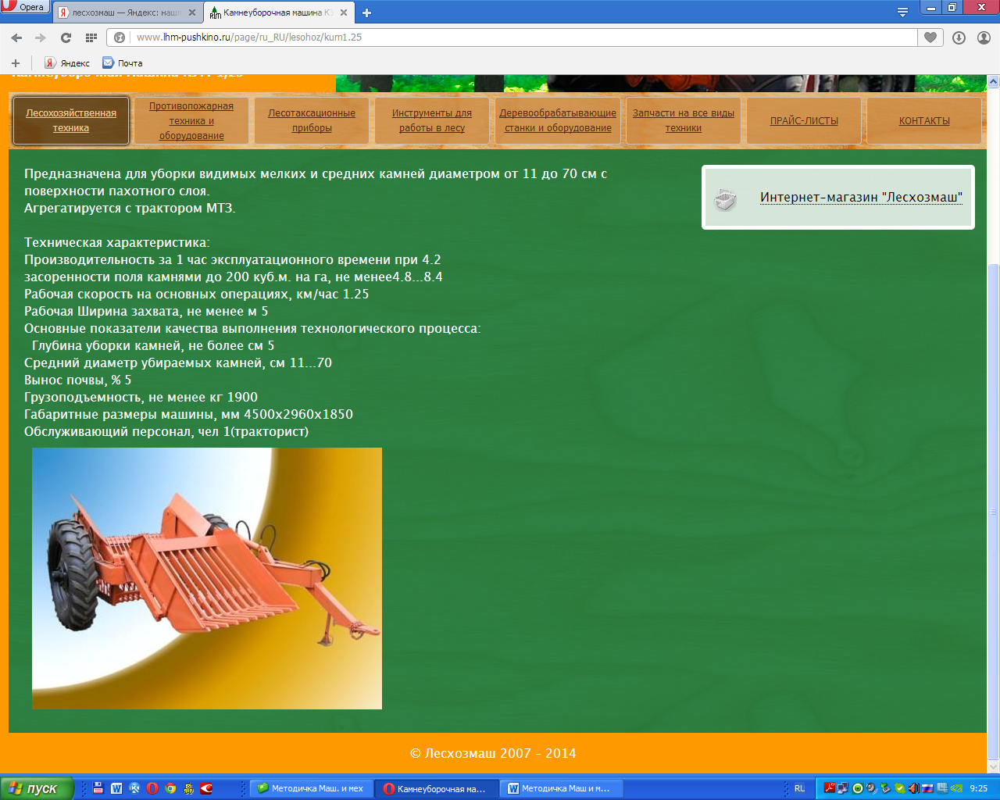 Opera
лесхозмаш — Яндекс: нашл
Камнеуборочная машина КУ
www.lhm-pushkino.ru/page/ru_RU/lesohoz/kum1.25
Яндекс
Почта
Лесохозяйственная
техника
Противопожарная
техника и
оборудование
Лесотаксационные
приборы
Инструменты для
работы в лесу
Деревообрабатывающие
станки и оборудование
Запчасти на все виды
техники
ПРАЙС-ЛИСТЫ
КОНТАКТЫ
Предназначена для уборки видимых мелких и средних камней диаметром от 11 до 70 см с
поверхности пахотного слоя.
Агрегатируется с трактором МТЗ.
Интернет-магазин "Лесхозмаш"
Техническая характеристика:
Производительность за 1 час эксплуатационного времени при 4.2
засоренности поля камнями до 200 куб.м. на га, не менее4.8...8.4
Рабочая скорость на основных операциях, км/час 1.25
Рабочая Ширина захвата, не менее м 5
Основные показатели качества выполнения технологического процесса:
Глубина уборки камней, не более см 5
Средний диаметр убираемых камней, см 11...70
Вынос почвы, % 5
Грузоподъемность, не менее кг 1900
Габаритные размеры машины, мм 4500х2960х1850
Обслуживающий персонал, чел 1(тракторист)
© Лесхозмаш 2007 - 2014
пуск
Методичка Маш. и мех
Камнеуборочная ма...
Методичка Маш и м...
RU
9:25